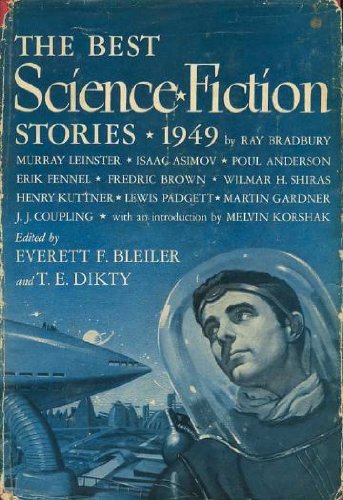 THE BEST
Science★Fiction
STORIES ★ 1949 by RAY BRADBURY
MURRAY LEINSTER ★ ISAAC ASIMOV ★ POUL ANDERSON
ERIK FENNEL ★ FREDRIC BROWN ★ WILMAR H. SHIRAS
HENRY KUTTNER ★ LEWIS PADGETT ★ MARTIN GARDNER
J. J. COUPLING ★ with an introduction by MELVIN KORSHAK
Edited by
EVERETT F. BLEILER
and T. E. DIKTY